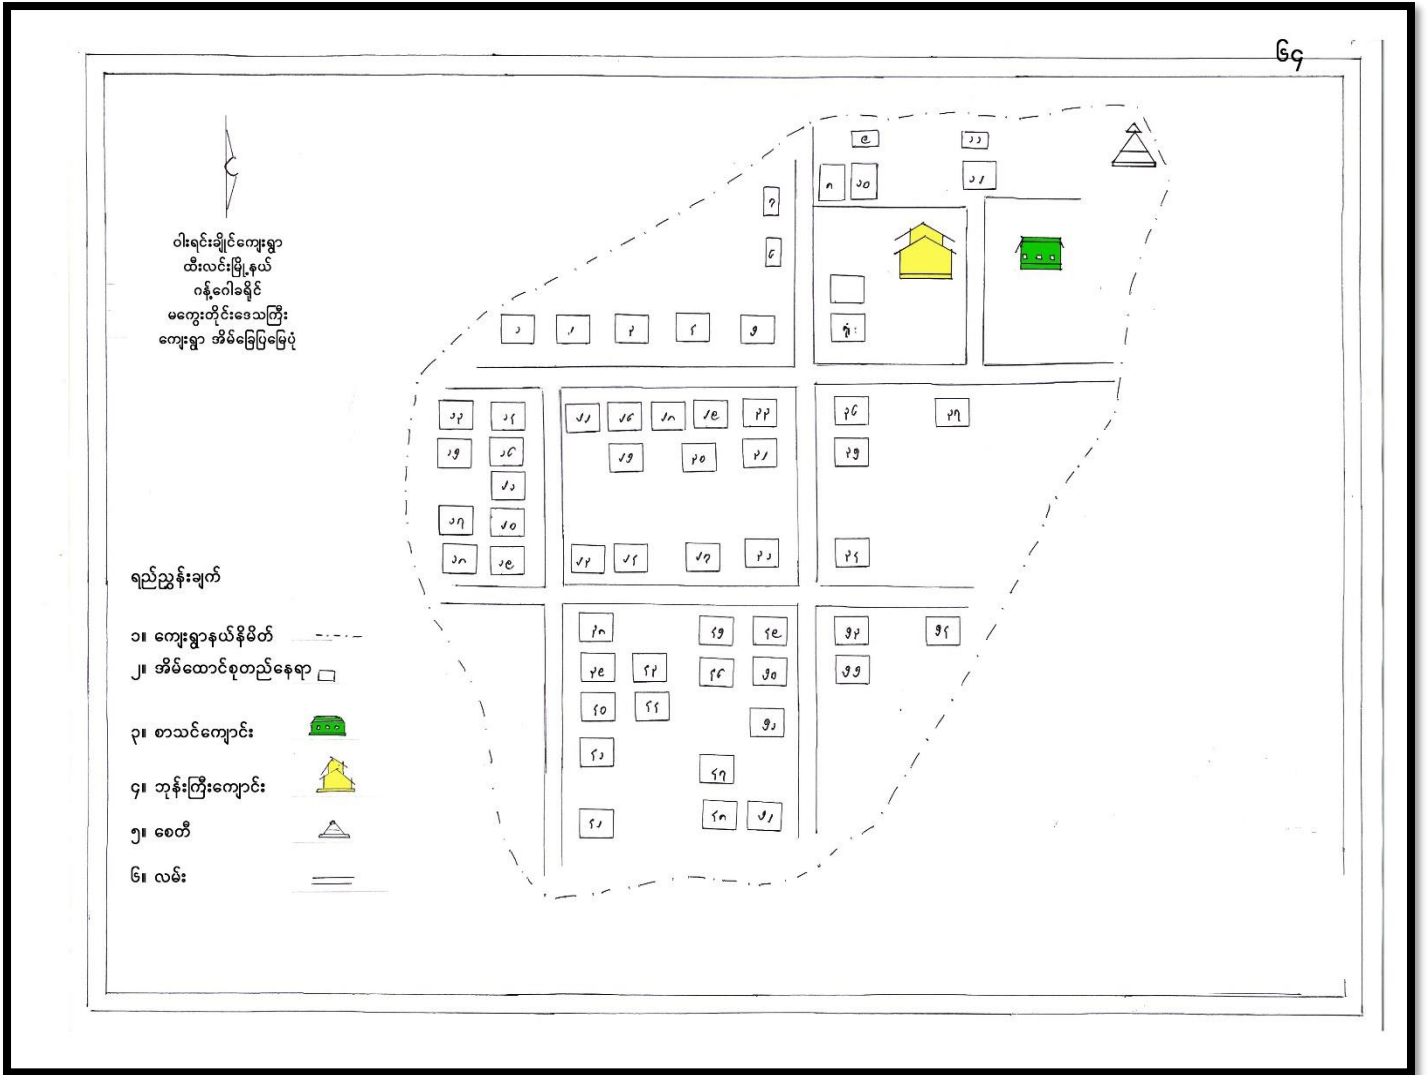 ၆၄
ဝါးရင်းချိုင်ကျေးရွာ
ထီးလင်းမြို့နယ်
ဂန့်ဂေါခရိုင်
မကွေးတိုင်းဒေသကြီး
ကျေးရွာ အိမ်ခြေပြမြေပုံ
၉ ၁၁
၈ ၁၀ ၁၂
၇
၆
၁ ၂ ၃ ၄ ၅ ရုံး
၁၃ ၁၄ ၂၅ ၂၆ ၂၈ ၂၉ ၃၃ ၃၆ ၃၇
၁၅ ၁၆ ၃၀ ၃၂ ၃၅
၂၁
၁၇ ၂၀
၁၈ ၁၉ ၂၃ ၂၄ ၂၇ ၃၁ ၃၄
ရည်ညွှန်းချက်
၁။ ကျေးရွာနယ်နိမိတ်
၂။ အိမ်ထောင်စုတည်နေရာ
၃။ စာသင်ကျောင်း
၄။ ဘုန်းကြီးကျောင်း
၅။ စေတီ
၆။ လမ်း
၃၈ ၄၅ ၄၉ ၅၃ ၅၄
၃၉ ၄၃ ၄၆ ၅၀ ၅၅
၄၀ ၄၄ ၅၁
၄၁ ၄၇
၄၂ ၄၈ ၅၂